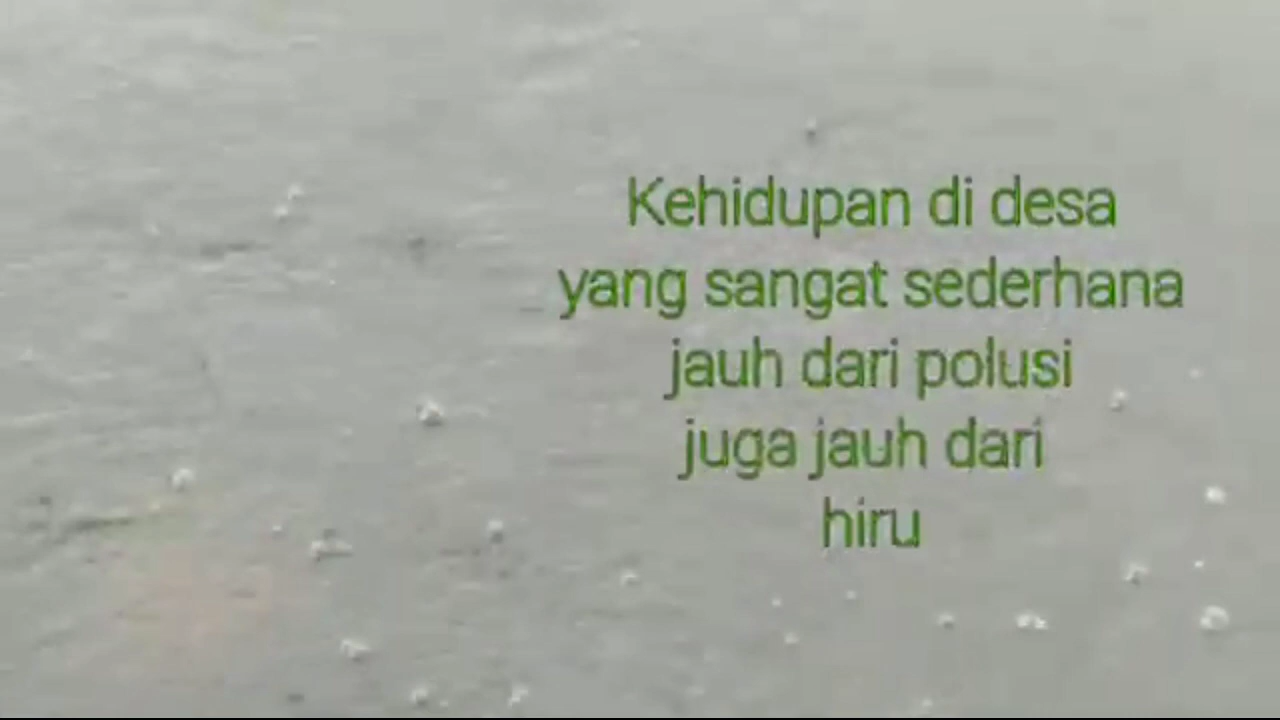 Kehidupan di desa
yang sangat sederhana
jauh dari polusi
juga jauh dari
hiru